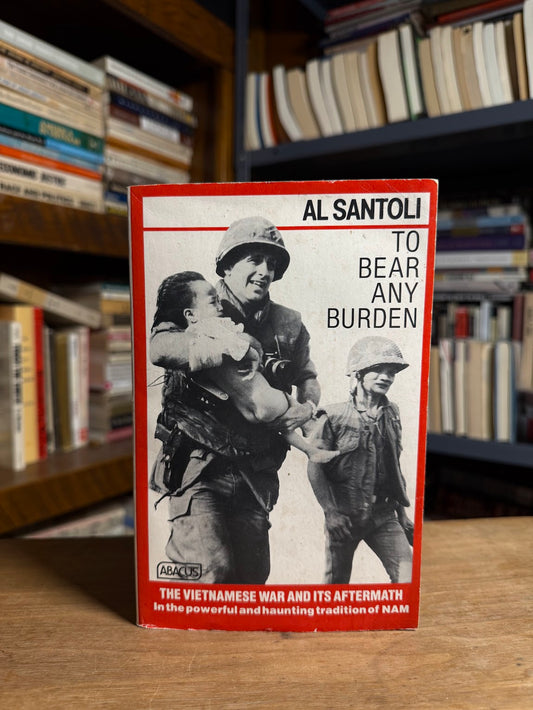 AL SANTOLI
TO
BEAR
ANY
BURDEN
ABACUS
THE VIETNAMESE WAR AND ITS AFTERMATH
In the powerful and haunting tradition of NAM